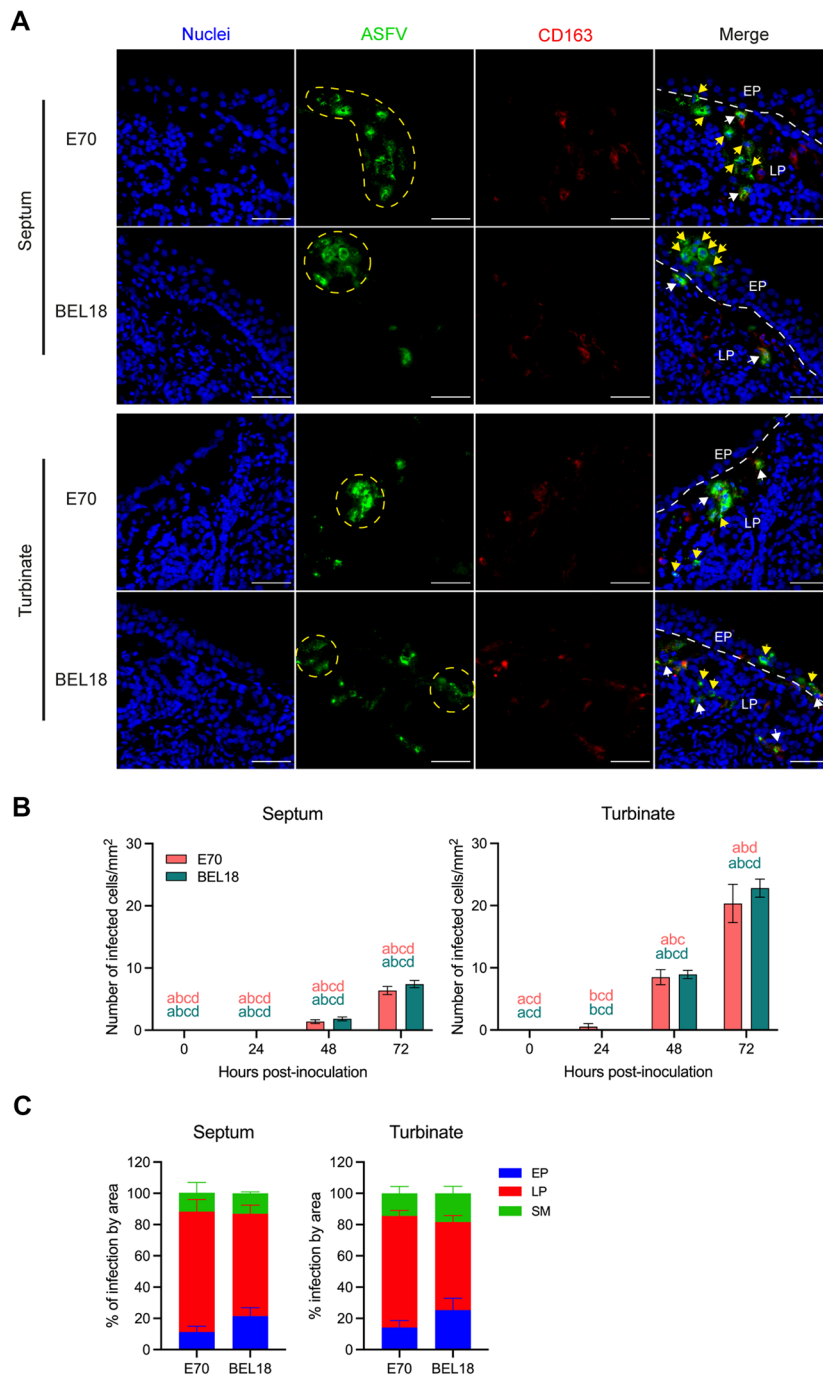 A
Nuclei ASFV CD163 Merge
Septum
E70
EP
LP
BEL18
EP
LP
Turbinate
E70
EP
LP
BEL18
EP
LP
B
Septum
Number of infected cells/mm²
30
20
10
0
E70
BEL18
abcd abcd abcd abcd
abcd abcd abcd abcd
0 24 48 72
Hours post-inoculation
Turbinate
Number of infected cells/mm²
30
20
10
0
acd bcd abc abd
acd bcd abcd abcd
0 24 48 72
Hours post-inoculation
C
Septum
% of infection by area
120
100
80
60
40
20
0
E70 BEL18
Turbinate
% infection by area
120
100
80
60
40
20
0
E70 BEL18
EP
LP
SM